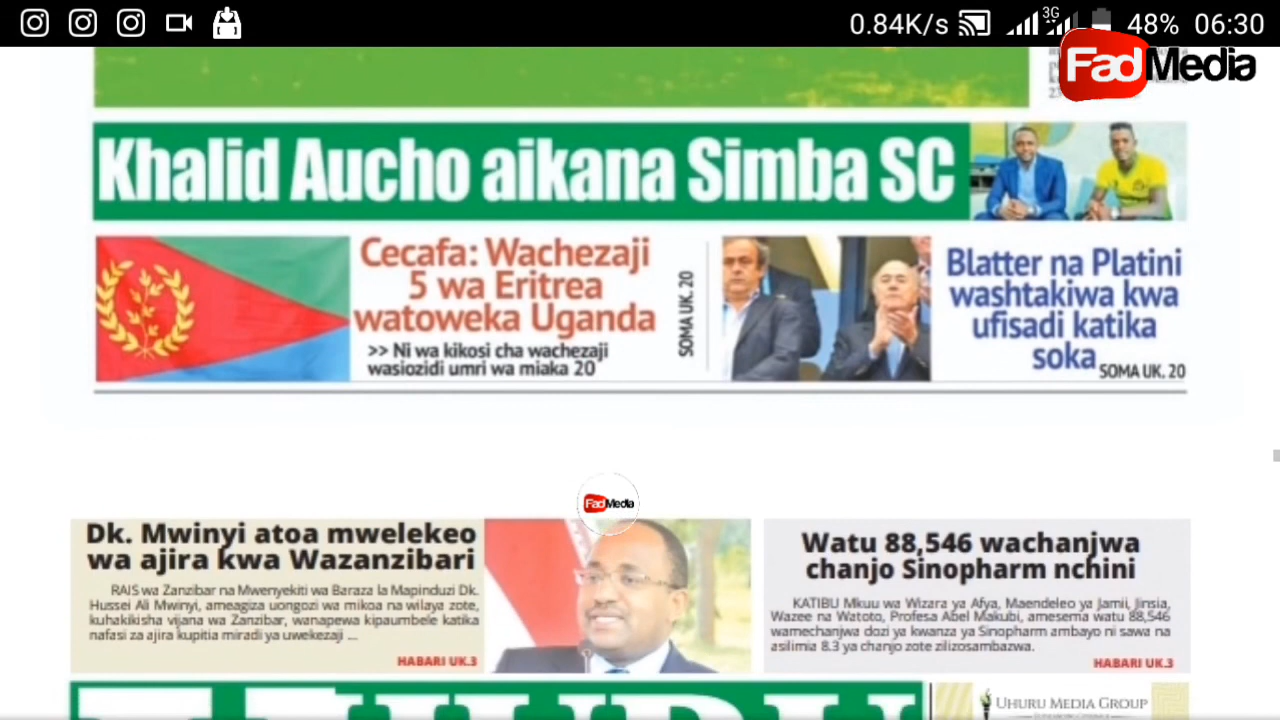 0.84K/s 3G 48% 06:30
FadMedia
Khalid Aucho aikana Simba SC
Cecafa: Wachezaji
5 wa Eritrea
watoweka Uganda
>> Ni wa kikosi cha wachezaji
wasiozidi umri wa miaka 20
SOMA UK. 20
Blatter na Platini
washtakiwa kwa
ufisadi katika
soka
SOMA UK. 20
FadMedia
Dk. Mwinyi atoa mwelekeo
wa ajira kwa Wazanzibari
RAIS wa Zanzibar na Mwenyekiti wa Baraza la Mapinduzi Dk.
Hussei Ali Mwinyi, ameagiza uongozi wa mikoa na wilaya zote,
kuhakikisha vijana wa Zanzibar, wanapewa kipaumbele katika
nafasi za ajira kupitia miradi ya uwekezaji ...
HABARI UK.3
Watu 88,546 wachanjwa
chanjo Sinopharm nchini
KATIBU Mkuu wa Wizara ya Afya, Maendeleo ya Jamii, Jinsia,
Wazee na Watoto, Profesa Abel Makubi, amesema watu 88,546
wamechanjwa dozi ya kwanza ya Sinopharm ambayo ni sawa na
asilimia 8.3 ya chanjo zote zilizosambazwa.
HABARI UK.3
UHURU MEDIA GROUP